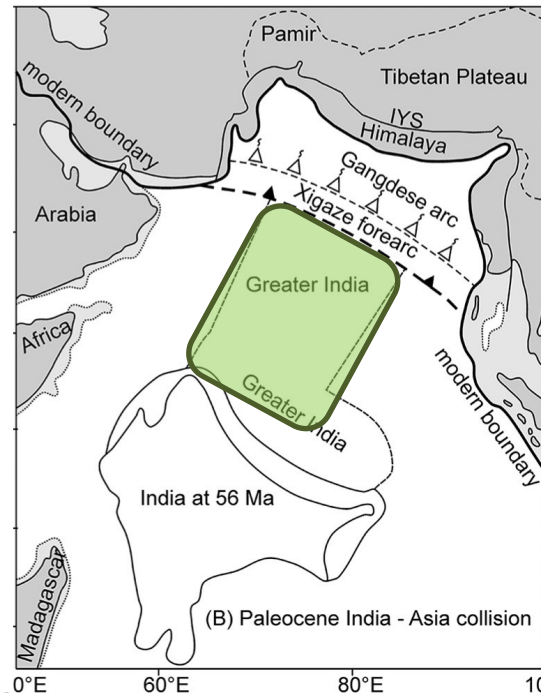 Pamir
Tibetan Plateau
modern boundary
IYS
Himalaya
Gangdese arc
Xigaze forearc
Arabia
Greater India
Africa
Greater India
modern boundary
India at 56 Ma
Madagascar
(B) Paleocene India - Asia collision
0°E
60°E
80°E
10